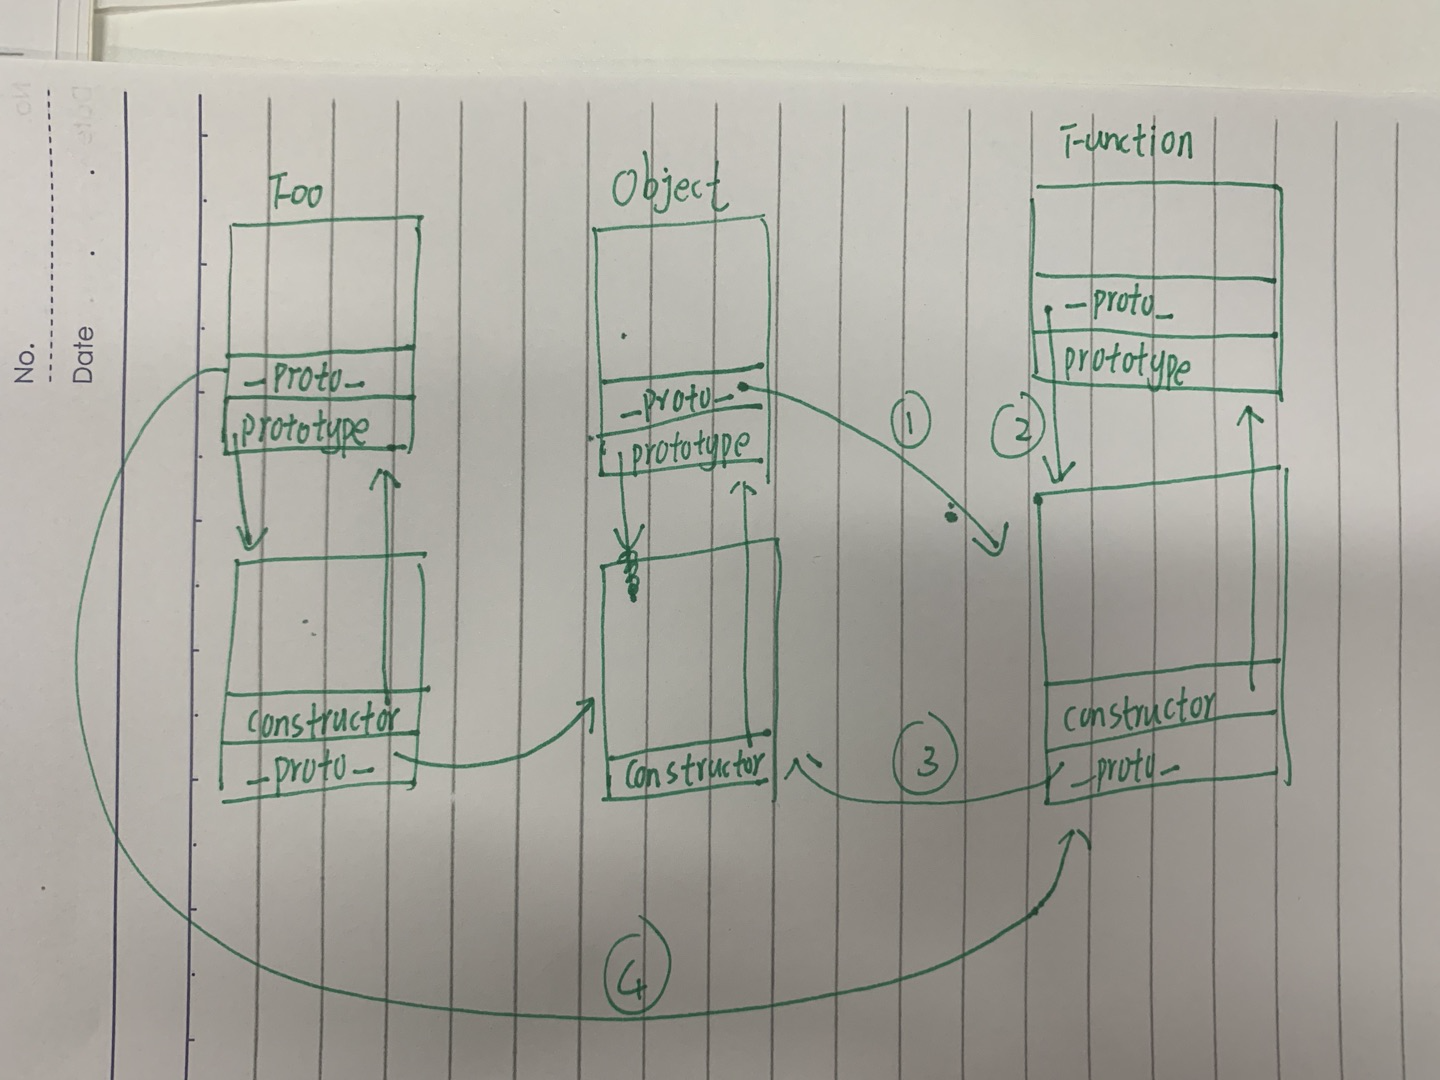 No.
Date
Foo
_proto_
prototype
constructor
_proto_
Object
_proto_
prototype
constructor
Function
_proto_
prototype
constructor
_proto_
1
2
3
4